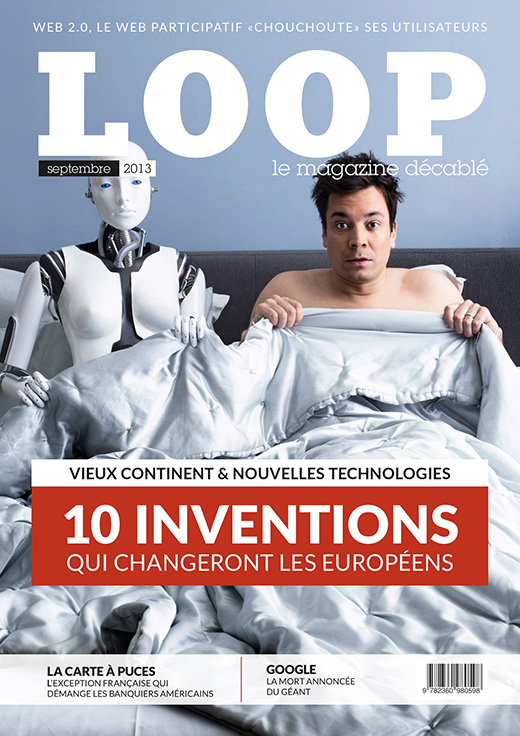 WEB 2.0, LE WEB PARTICIPATIF «CHOUCHOUTE» SES UTILISATEURS
LOOP
septembre 2013
le magazine décablé
VIEUX CONTINENT & NOUVELLES TECHNOLOGIES
10 INVENTIONS
QUI CHANGERONT LES EUROPÉENS
LA CARTE À PUCES
L'EXCEPTION FRANÇAISE QUI
DÉMANGE LES BANQUIERS AMÉRICAINS
GOOGLE
LA MORT ANNONCÉE
DU GÉANT
9 782360 980598